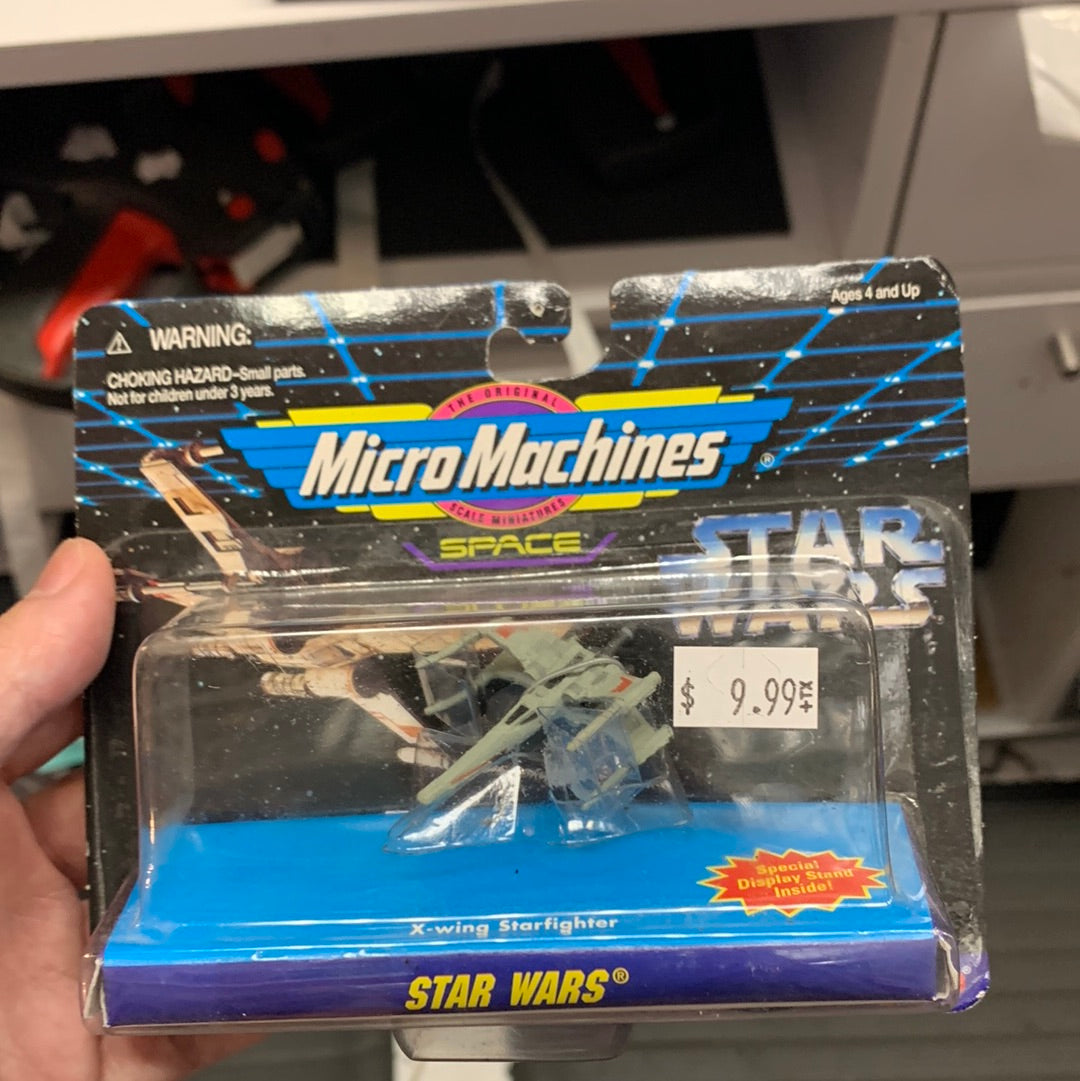 Ages 4 and Up
⚠ WARNING:
CHOKING HAZARD–Small parts.
Not for children under 3 years.
THE ORIGINAL
Micro Machines®
SCALE MINIATURES
SPACE
STAR
WARS
$ 9.99+TX
Special
Display Stand
Inside!
X-wing Starfighter
STAR WARS®